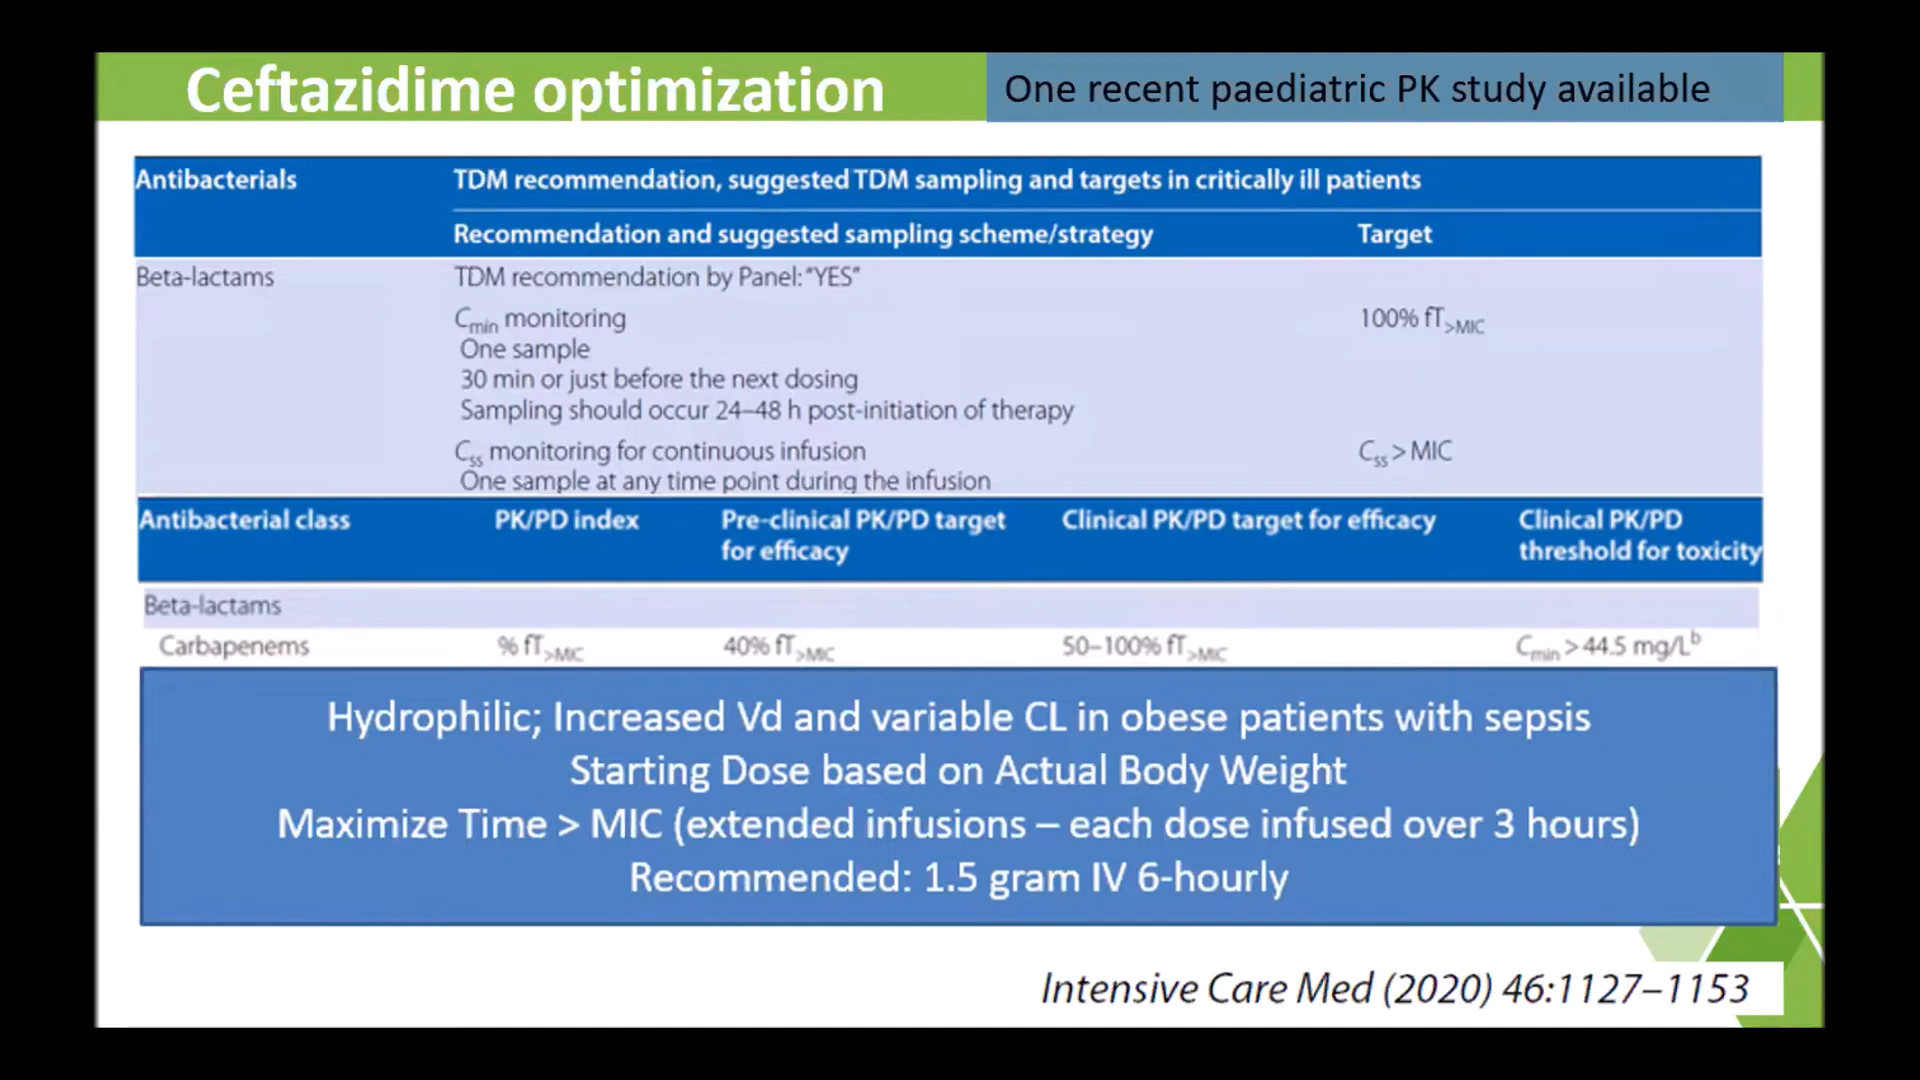 Ceftazidime optimization
One recent paediatric PK study available
Antibacterials
TDM recommendation, suggested TDM sampling and targets in critically ill patients
Recommendation and suggested sampling scheme/strategy Target
Beta-lactams TDM recommendation by Panel: “YES”
Cmin monitoring 100% fT>MIC
One sample
30 min or just before the next dosing
Sampling should occur 24–48 h post-initiation of therapy
Css monitoring for continuous infusion Css > MIC
One sample at any time point during the infusion
Antibacterial class PK/PD index Pre-clinical PK/PD target for efficacy Clinical PK/PD target for efficacy Clinical PK/PD threshold for toxicity
Beta-lactams
Carbapenems % fT>MIC 40% fT>MIC 50–100% fT>MIC Cmin > 44.5 mg/Lb
Hydrophilic; Increased Vd and variable CL in obese patients with sepsis
Starting Dose based on Actual Body Weight
Maximize Time > MIC (extended infusions – each dose infused over 3 hours)
Recommended: 1.5 gram IV 6-hourly
Intensive Care Med (2020) 46:1127–1153